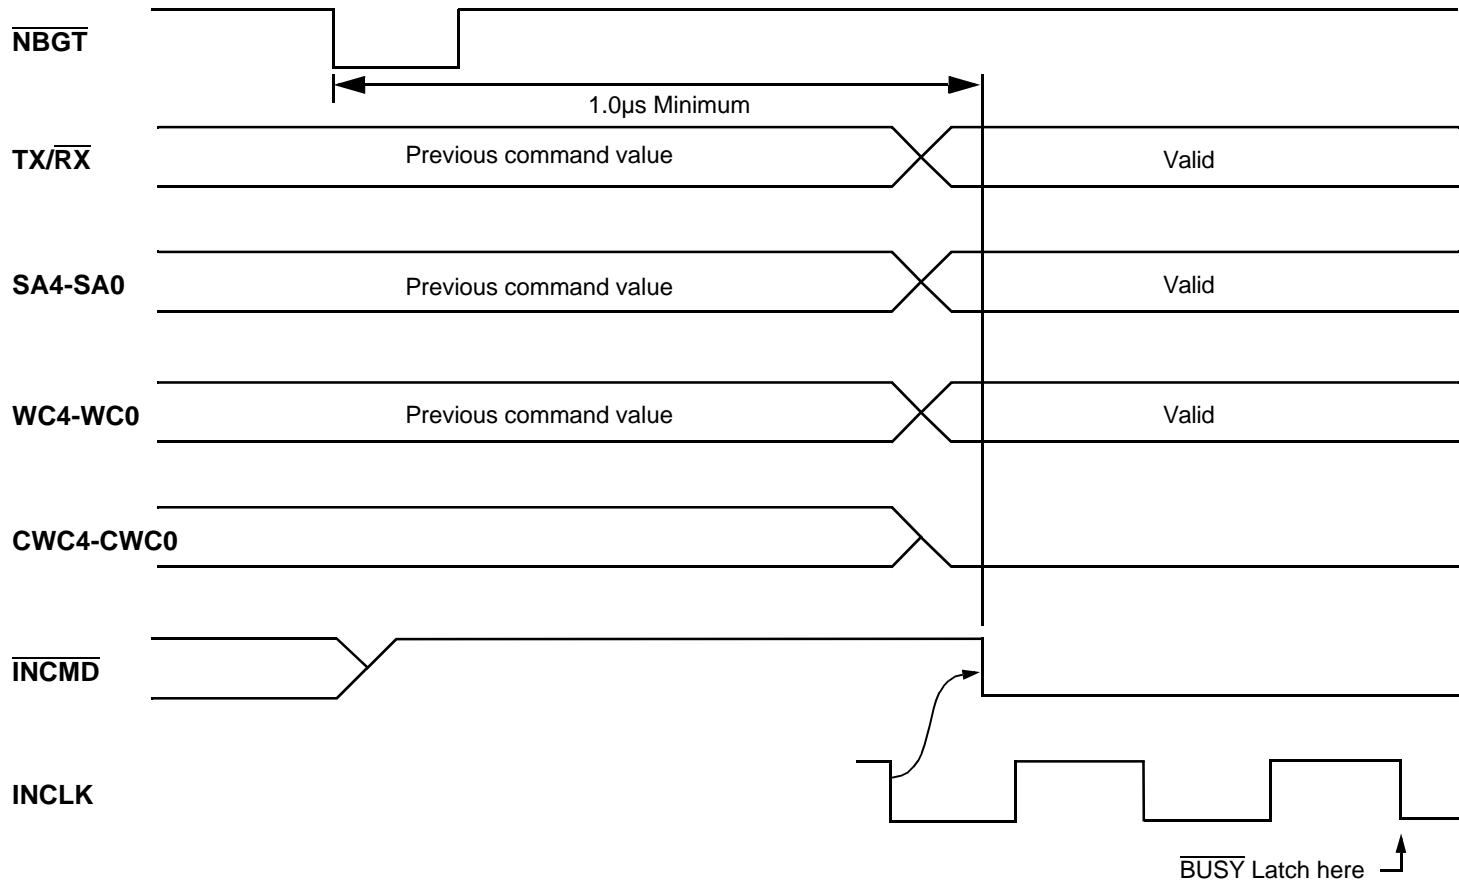 NBGT
1.0µs Minimum
TX/RX
Previous command value
Valid
SA4-SA0
Previous command value
Valid
WC4-WC0
Previous command value
Valid
CWC4-CWC0
INCMD
INCLK
BUSY Latch here